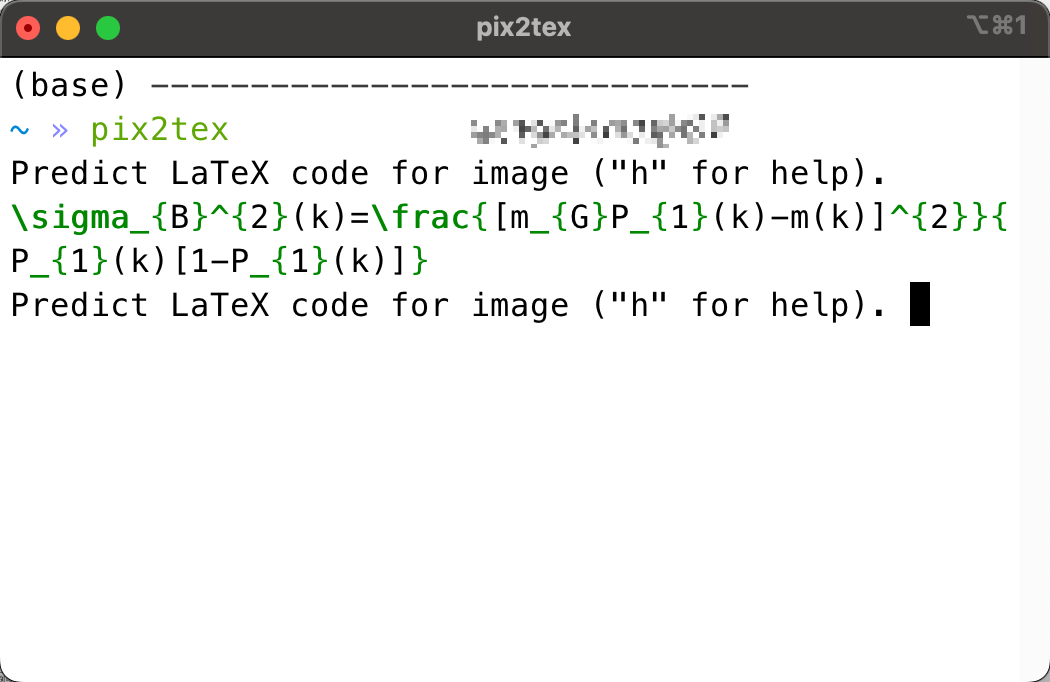 pix2tex
⌥⌘1
(base) ------------------------------
~ » pix2tex
Predict LaTeX code for image ("h" for help).
\sigma_{B}^{2}(k)=\frac{[m_{G}P_{1}(k)-m(k)]^{2}}{
P_{1}(k)[1-P_{1}(k)]}
Predict LaTeX code for image ("h" for help).